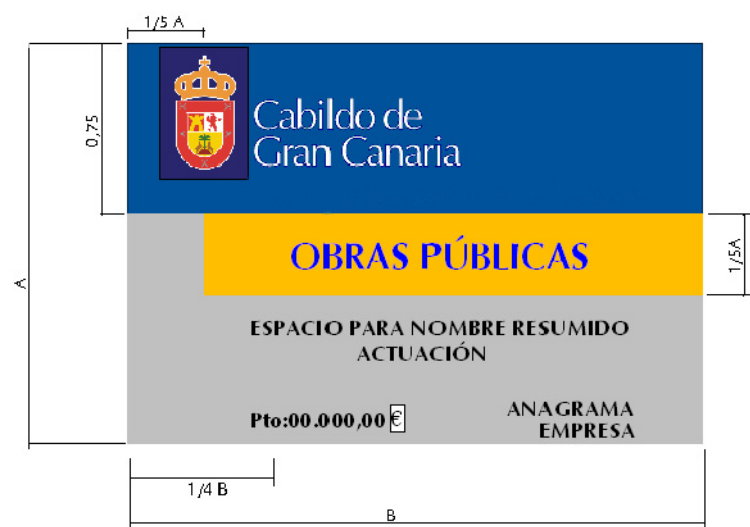 1/5 A
0,75
Cabildo de
Gran Canaria
OBRAS PÚBLICAS
1/5A
A
ESPACIO PARA NOMBRE RESUMIDO
ACTUACIÓN
Pto:00.000,00 €
ANAGRAMA
EMPRESA
1/4 B
B